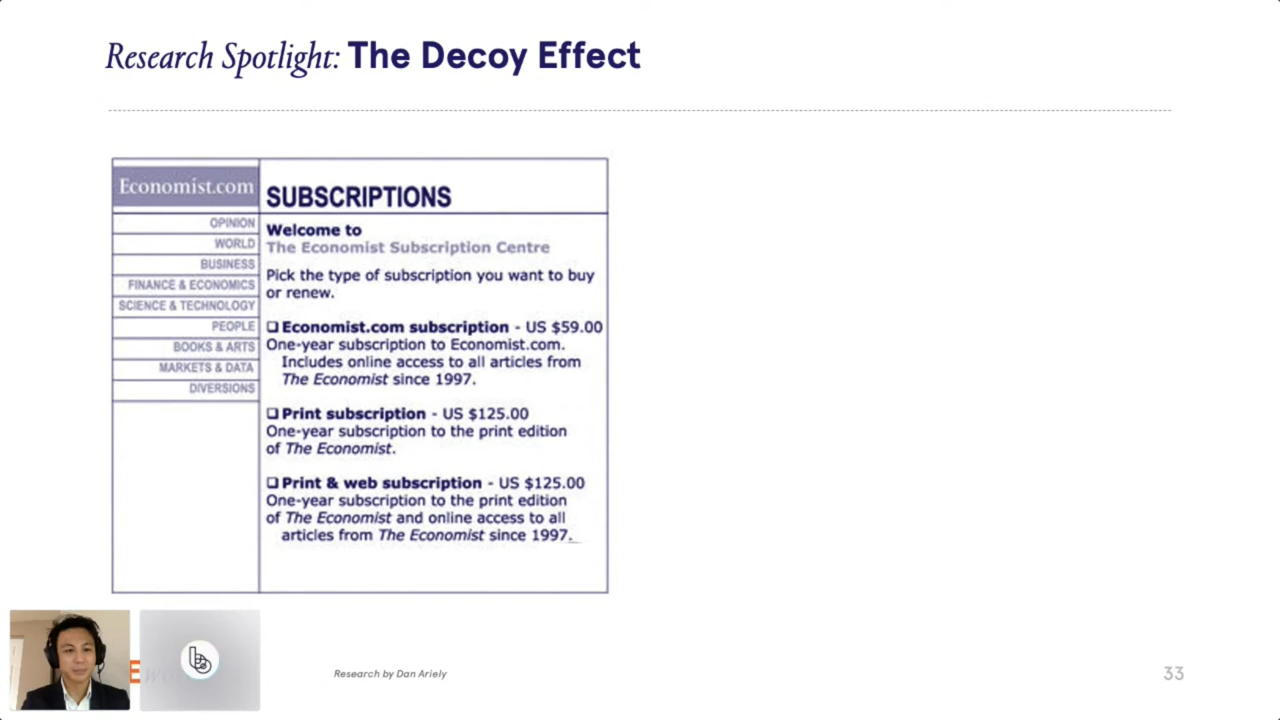 Research Spotlight: The Decoy Effect
Economist.com
OPINION
WORLD
BUSINESS
FINANCE & ECONOMICS
SCIENCE & TECHNOLOGY
PEOPLE
BOOKS & ARTS
MARKETS & DATA
DIVERSIONS
SUBSCRIPTIONS
Welcome to
The Economist Subscription Centre
Pick the type of subscription you want to buy
or renew.
❑ Economist.com subscription - US $59.00
One-year subscription to Economist.com.
Includes online access to all articles from
The Economist since 1997.
❑ Print subscription - US $125.00
One-year subscription to the print edition
of The Economist.
❑ Print & web subscription - US $125.00
One-year subscription to the print edition
of The Economist and online access to all
articles from The Economist since 1997.
Research by Dan Ariely
33